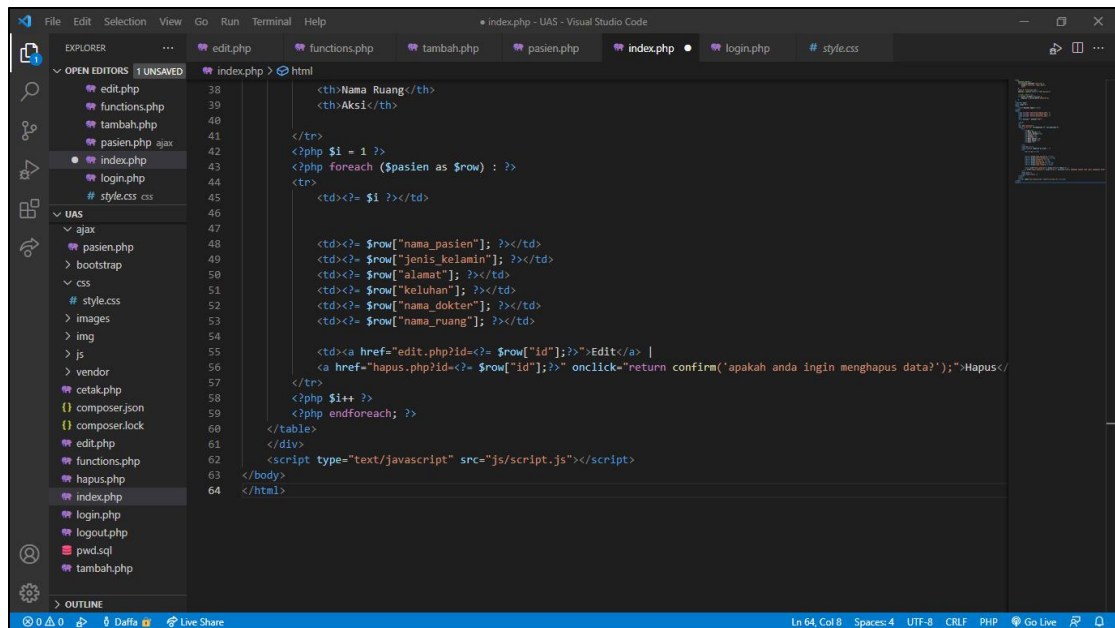 File Edit Selection View Go Run Terminal Help
● index.php - UAS - Visual Studio Code
EXPLORER
edit.php functions.php tambah.php pasien.php index.php ● login.php # style.css
OPEN EDITORS 1 UNSAVED
edit.php
functions.php
tambah.php
pasien.php ajax
● index.php
login.php
# style.css css
UAS
ajax
pasien.php
> bootstrap
css
# style.css
> images
> img
> js
> vendor
cetak.php
{} composer.json
{} composer.lock
edit.php
functions.php
hapus.php
index.php
login.php
logout.php
pwd.sql
tambah.php
> OUTLINE
index.php > html
38 <th>Nama Ruang</th>
39 <th>Aksi</th>
40
41 </tr>
42 <?php $i = 1 ?>
43 <?php foreach ($pasien as $row) : ?>
44 <tr>
45 <td><?= $i ?></td>
46
47
48 <td><?= $row["nama_pasien"]; ?></td>
49 <td><?= $row["jenis_kelamin"]; ?></td>
50 <td><?= $row["alamat"]; ?></td>
51 <td><?= $row["keluhan"]; ?></td>
52 <td><?= $row["nama_dokter"]; ?></td>
53 <td><?= $row["nama_ruang"]; ?></td>
54
55 <td><a href="edit.php?id=<?= $row["id"];?>">Edit</a> |
56 <a href="hapus.php?id=<?= $row["id"];?>" onclick="return confirm('apakah anda ingin menghapus data?');">Hapus</
57 </tr>
58 <?php $i++ ?>
59 <?php endforeach; ?>
60 </table>
61 </div>
62 <script type="text/javascript" src="js/script.js"></script>
63 </body>
64 </html>
0 0 Daffa Live Share
Ln 64, Col 8 Spaces: 4 UTF-8 CRLF PHP Go Live